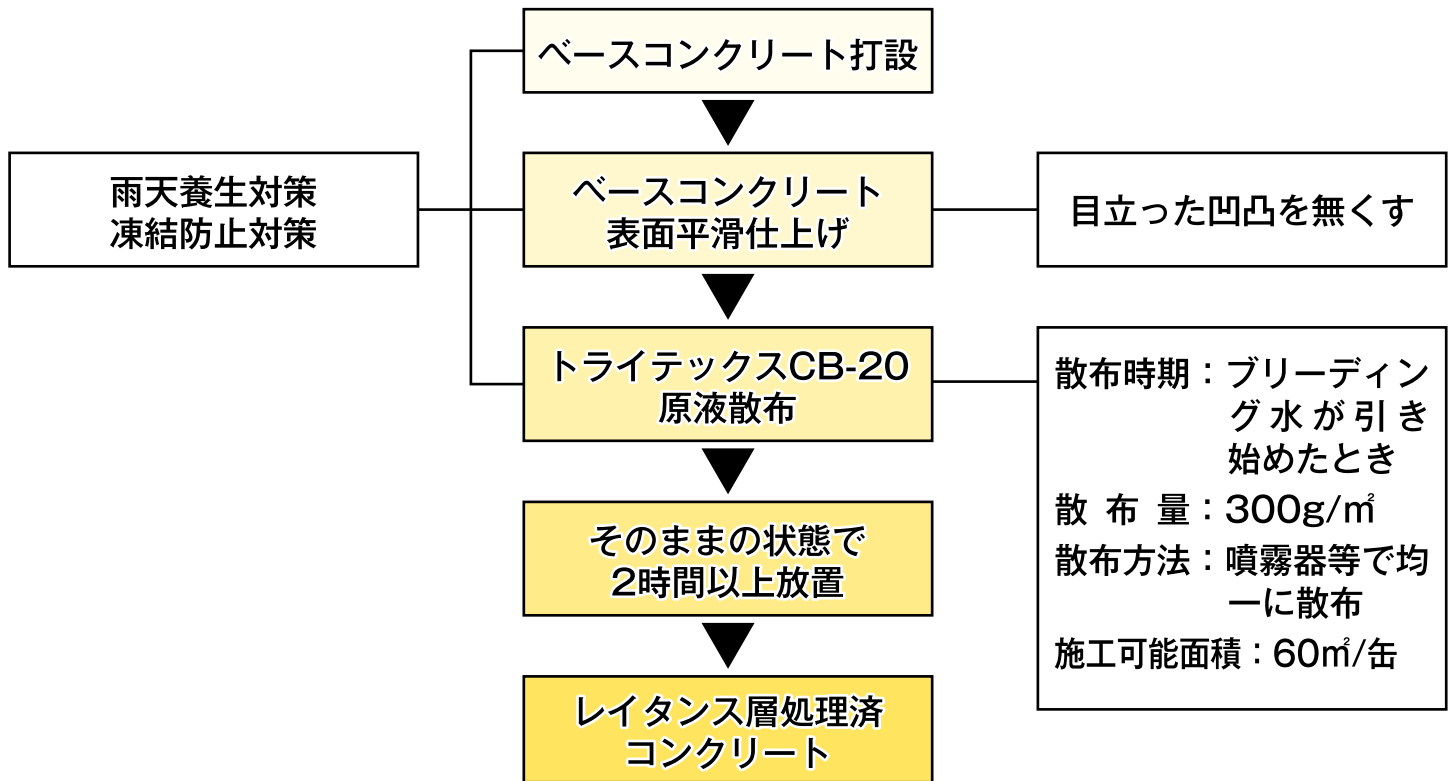 ベースコンクリート打設
雨天養生対策
凍結防止対策
ベースコンクリート
表面平滑仕上げ
目立った凹凸を無くす
トライテックスCB-20
原液散布
散布時期：ブリーディン
グ水が引き
始めたとき
散布量：300g/㎡
散布方法：噴霧器等で均
一に散布
施工可能面積：60㎡/缶
そのままの状態で
2時間以上放置
レイタンス層処理済
コンクリート